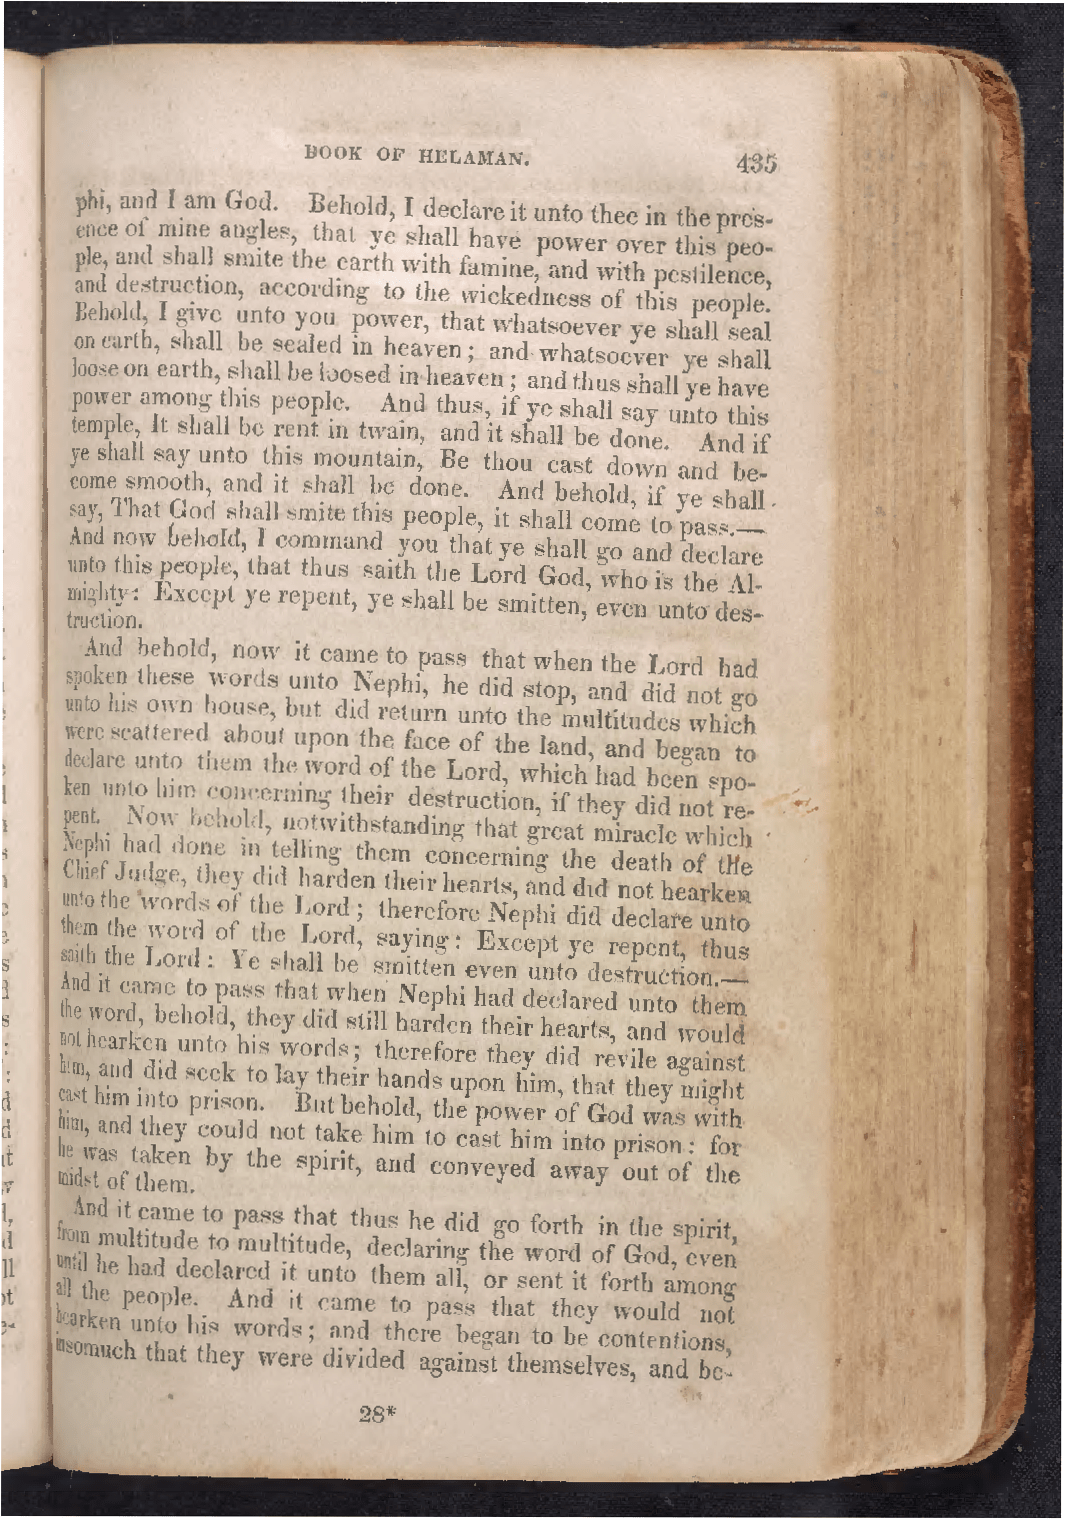 BOOK OF HELAMAN. 435
phi, and I am God. Behold, I declare it unto thee in the pres-
ence of mine angles, that ye shall have power over this peo-
ple, and shall smite the earth with famine, and with pestilence,
and destruction, according to the wickedness of this people.
Behold, I give unto you power, that whatsoever ye shall seal
on earth, shall be sealed in heaven; and whatsoever ye shall
loose on earth, shall be loosed in heaven; and thus shall ye have
power among this people. And thus, if ye shall say unto this
temple, It shall be rent in twain, and it shall be done. And if
ye shall say unto this mountain, Be thou cast down and be-
come smooth, and it shall be done. And behold, if ye shall
say, That God shall smite this people, it shall come to pass.—
And now behold, I command you that ye shall go and declare
unto this people, that thus saith the Lord God, who is the Al-
mighty: Except ye repent, ye shall be smitten, even unto des-
truction.
And behold, now it came to pass that when the Lord had
spoken these words unto Nephi, he did stop, and did not go
unto his own house, but did return unto the multitudes which
were scattered about upon the face of the land, and began to
declare unto them the word of the Lord, which had been spo-
ken unto him concerning their destruction, if they did not re-
pent. Now behold, notwithstanding that great miracle which
Nephi had done in telling them concerning the death of the
Chief Judge, they did harden their hearts, and did not hearken
unto the words of the Lord; therefore Nephi did declare unto
them the word of the Lord, saying: Except ye repent, thus
saith the Lord: Ye shall be smitten even unto destruction.—
And it came to pass that when Nephi had declared unto them
the word, behold, they did still harden their hearts, and would
not hearken unto his words; therefore they did revile against
him, and did seek to lay their hands upon him, that they might
cast him into prison. But behold, the power of God was with
him, and they could not take him to cast him into prison: for
he was taken by the spirit, and conveyed away out of the
midst of them.
And it came to pass that thus he did go forth in the spirit,
from multitude to multitude, declaring the word of God, even
until he had declared it unto them all, or sent it forth among
all the people. And it came to pass that they would not
hearken unto his words; and there began to be contentions,
insomuch that they were divided against themselves, and be-
28*